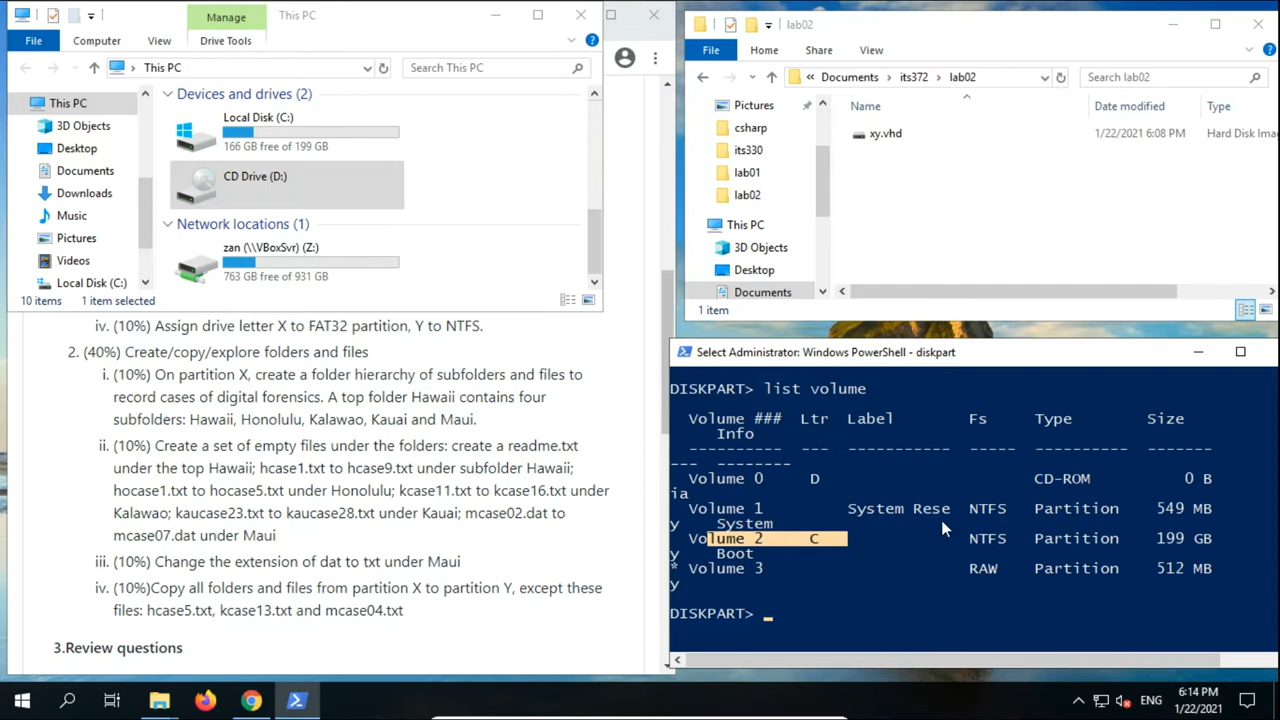 Manage
This PC
File
Computer
View
Drive Tools
This PC
Search This PC
This PC
3D Objects
Desktop
Documents
Downloads
Music
Pictures
Videos
Local Disk (C:)
Devices and drives (2)
Local Disk (C:)
166 GB free of 199 GB
CD Drive (D:)
Network locations (1)
zan (\\VBoxSvr) (Z:)
763 GB free of 931 GB
10 items
1 item selected
iv. (10%) Assign drive letter X to FAT32 partition, Y to NTFS.
2. (40%) Create/copy/explore folders and files
i. (10%) On partition X, create a folder hierarchy of subfolders and files to
record cases of digital forensics. A top folder Hawaii contains four
subfolders: Hawaii, Honolulu, Kalawao, Kauai and Maui.
ii. (10%) Create a set of empty files under the folders: create a readme.txt
under the top Hawaii; hcase1.txt to hcase9.txt under subfolder Hawaii;
hocase1.txt to hocase5.txt under Honolulu; kcase11.txt to kcase16.txt under
Kalawao; kaucase23.txt to kaucase28.txt under Kauai; mcase02.dat to
mcase07.dat under Maui
iii. (10%) Change the extension of dat to txt under Maui
iv. (10%)Copy all folders and files from partition X to partition Y, except these
files: hcase5.txt, kcase13.txt and mcase04.txt
3.Review questions
lab02
File
Home
Share
View
« Documents > its372 > lab02
Search lab02
Pictures
csharp
its330
lab01
lab02
This PC
3D Objects
Desktop
Documents
Name
Date modified
Type
xy.vhd
1/22/2021 6:08 PM
Hard Disk Ima
1 item
Select Administrator: Windows PowerShell - diskpart
DISKPART> list volume
Volume ### Ltr Label Fs Type Size
Info
---------- --- ----------- ----- ---------- -------
--- --------
Volume 0 D CD-ROM 0 B
ia
Volume 1 System Rese NTFS Partition 549 MB
y System
Volume 2 C NTFS Partition 199 GB
y Boot
* Volume 3 RAW Partition 512 MB
y
DISKPART>
ENG
6:14 PM
1/22/2021